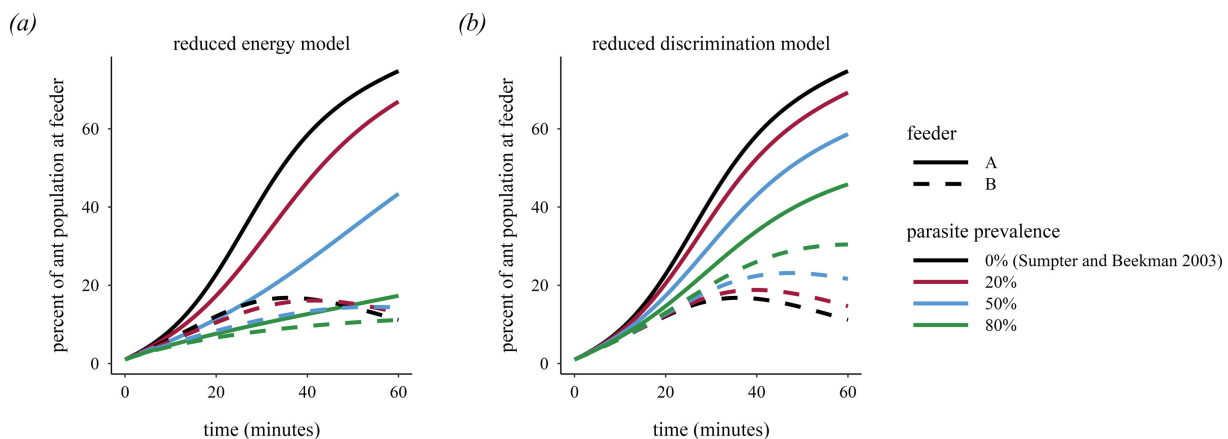 (a)
reduced energy model
percent of ant population at feeder
60
40
20
0
0
20
40
60
time (minutes)
(b)
reduced discrimination model
percent of ant population at feeder
60
40
20
0
0
20
40
60
time (minutes)
feeder
A
B
parasite prevalence
0% (Sumpter and Beekman 2003)
20%
50%
80%